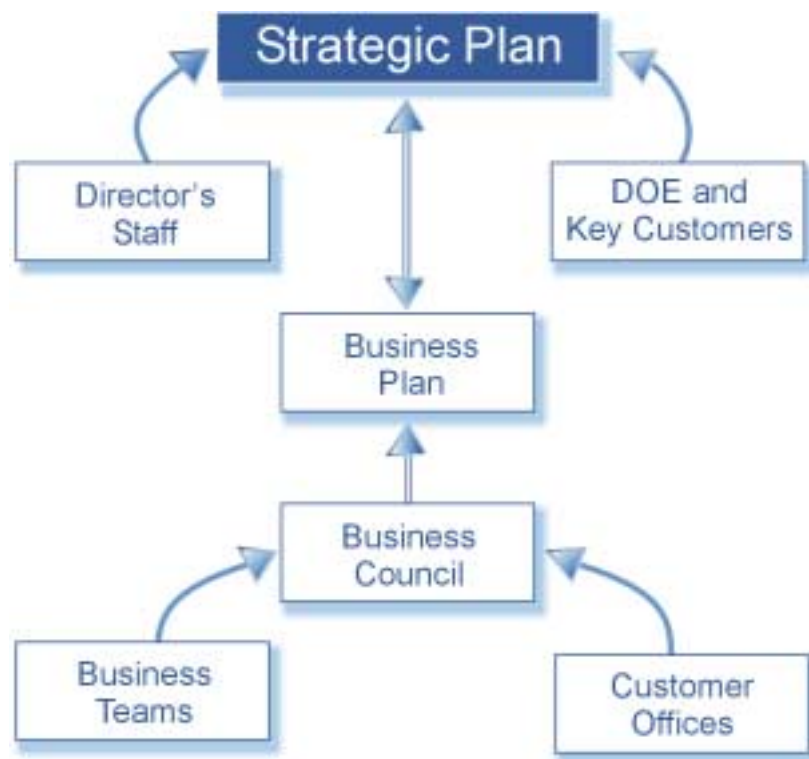 Strategic Plan
Director's
Staff
DOE and
Key Customers
Business
Plan
Business
Council
Business
Teams
Customer
Offices